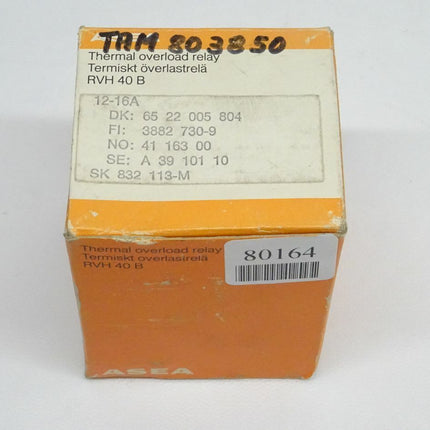 TAM 803850
Thermal overload relay
Termiskt överlastrelä
RVH 40 B
12-16A
DK: 65 22 005 804
FI: 3882 730-9
NO: 41 163 00
SE: A 39 101 10
SK 832 113-M
Thermal overload relay
Termiskt överlastrelä
RVH 40 B
80164
ASEA